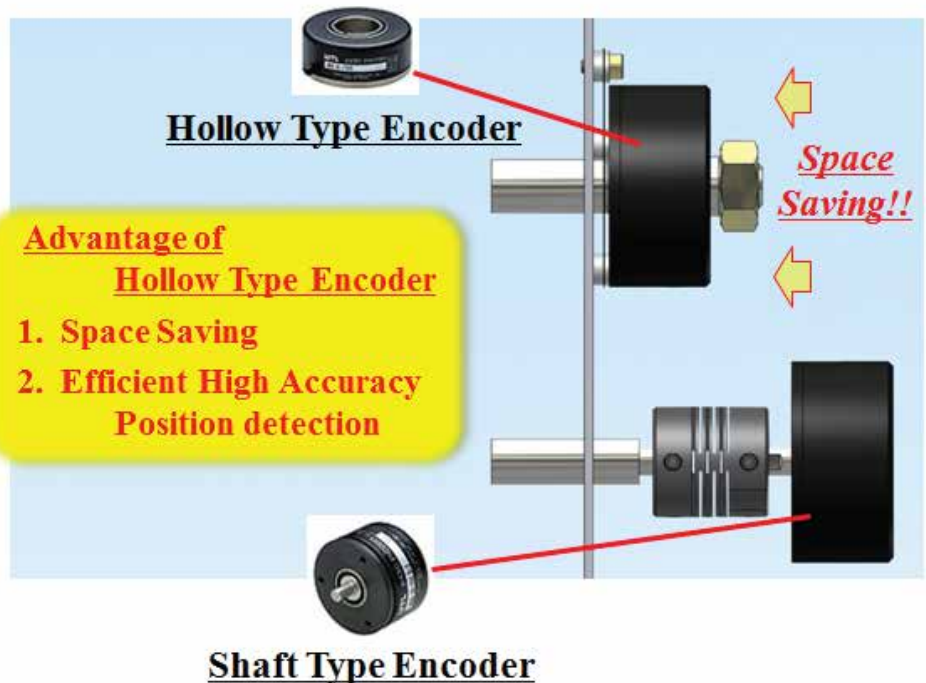 Hollow Type Encoder
Space
Saving!!
Advantage of
Hollow Type Encoder
1. Space Saving
2. Efficient High Accuracy
Position detection
Shaft Type Encoder